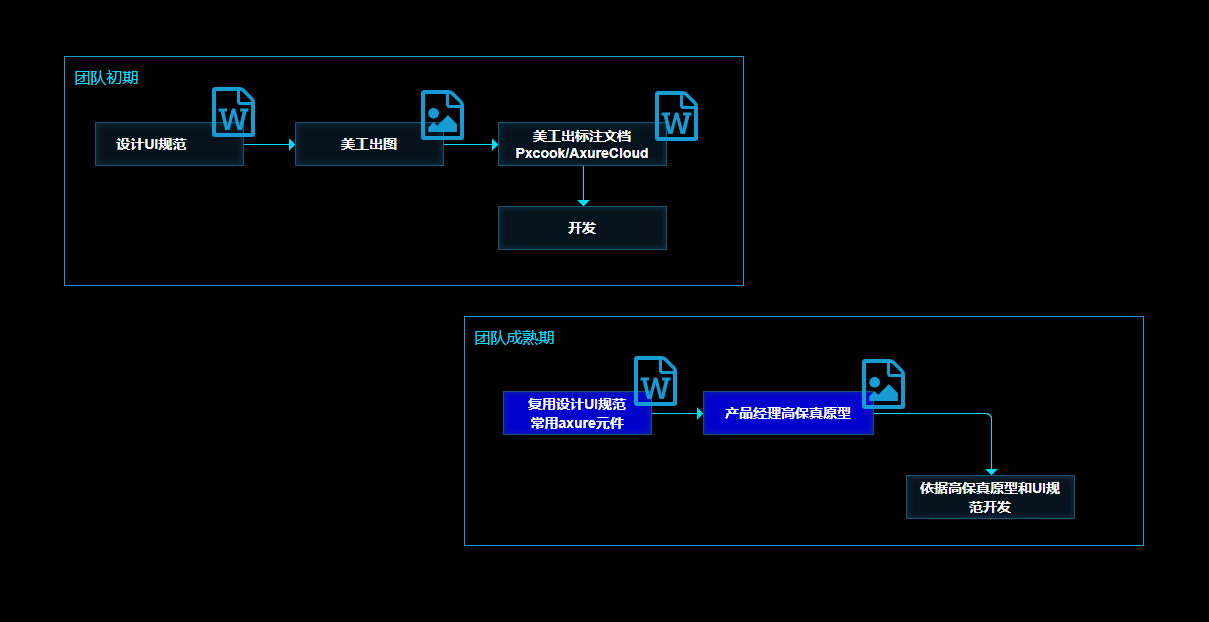 团队初期
W
设计UI规范
美工出图
W
美工出标注文档
Pxcook/AxureCloud
开发
团队成熟期
W
复用设计UI规范
常用axure元件
产品经理高保真原型
依据高保真原型和UI规
范开发